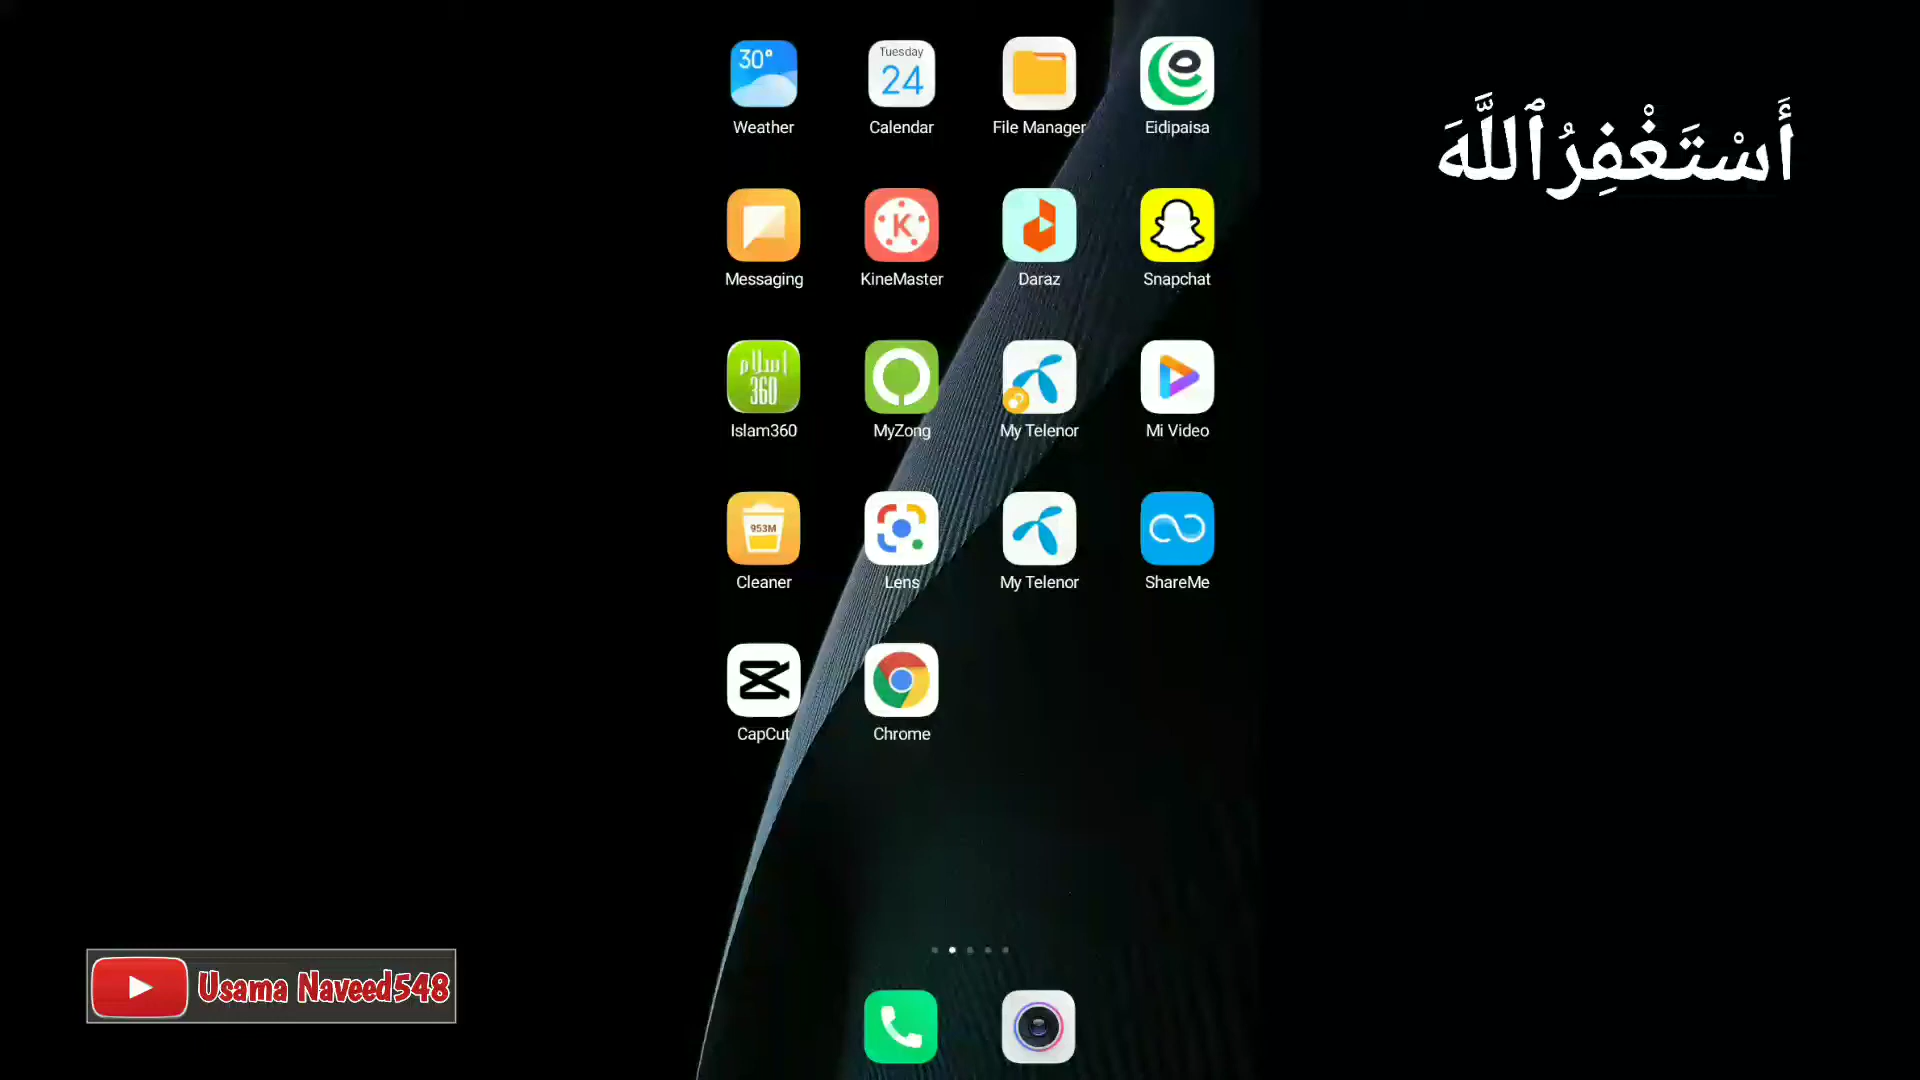 30°
Tuesday
24
Weather
Calendar
File Manager
Eidipaisa
أَسْتَغْفِرُٱللَّهَ
K
Messaging
KineMaster
Daraz
Snapchat
اسلام
360
Islam360
MyZong
My Telenor
Mi Video
953M
Cleaner
Lens
My Telenor
ShareMe
CapCut
Chrome
Usama Naveed548